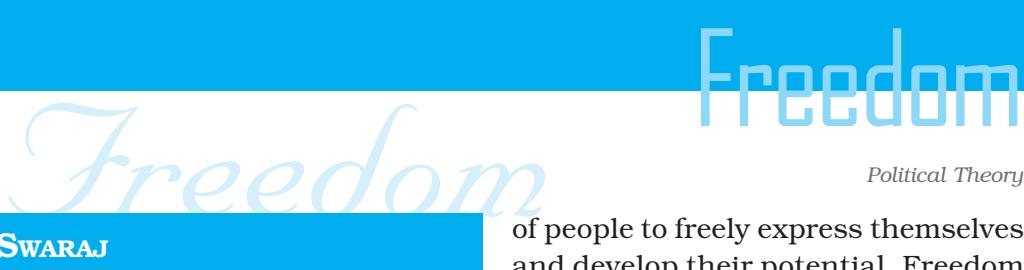 Freedom
Freedom
Political Theory
SWARAJ
of people to freely express themselves
and develop their potential. Freedom